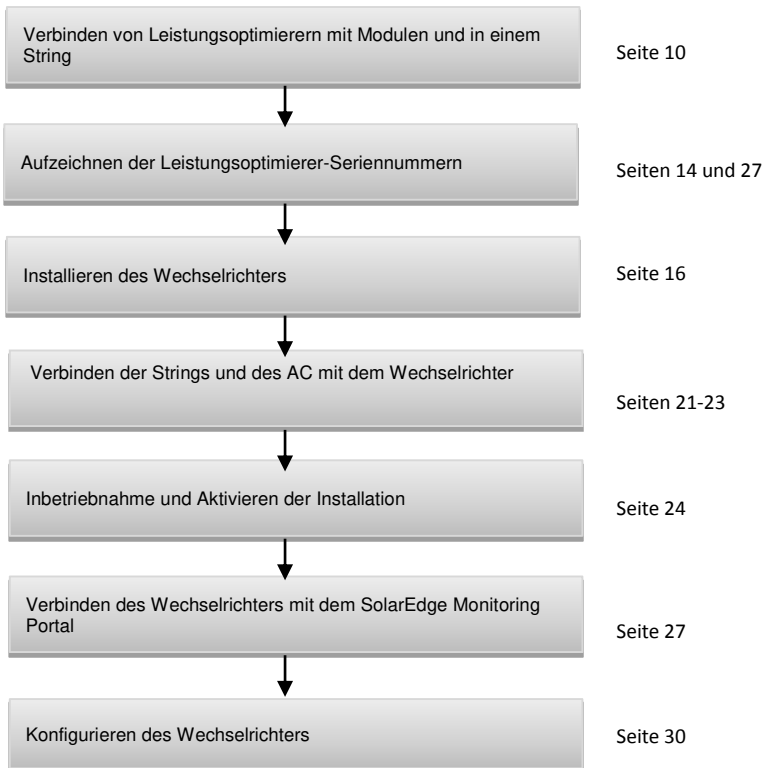 Verbinden von Leistungsoptimierern mit Modulen und in einem
String
Seite 10
Aufzeichnen der Leistungsoptimierer-Seriennummern
Seiten 14 und 27
Installieren des Wechselrichters
Seite 16
Verbinden der Strings und des AC mit dem Wechselrichter
Seiten 21-23
Inbetriebnahme und Aktivieren der Installation
Seite 24
Verbinden des Wechselrichters mit dem SolarEdge Monitoring
Portal
Seite 27
Konfigurieren des Wechselrichters
Seite 30